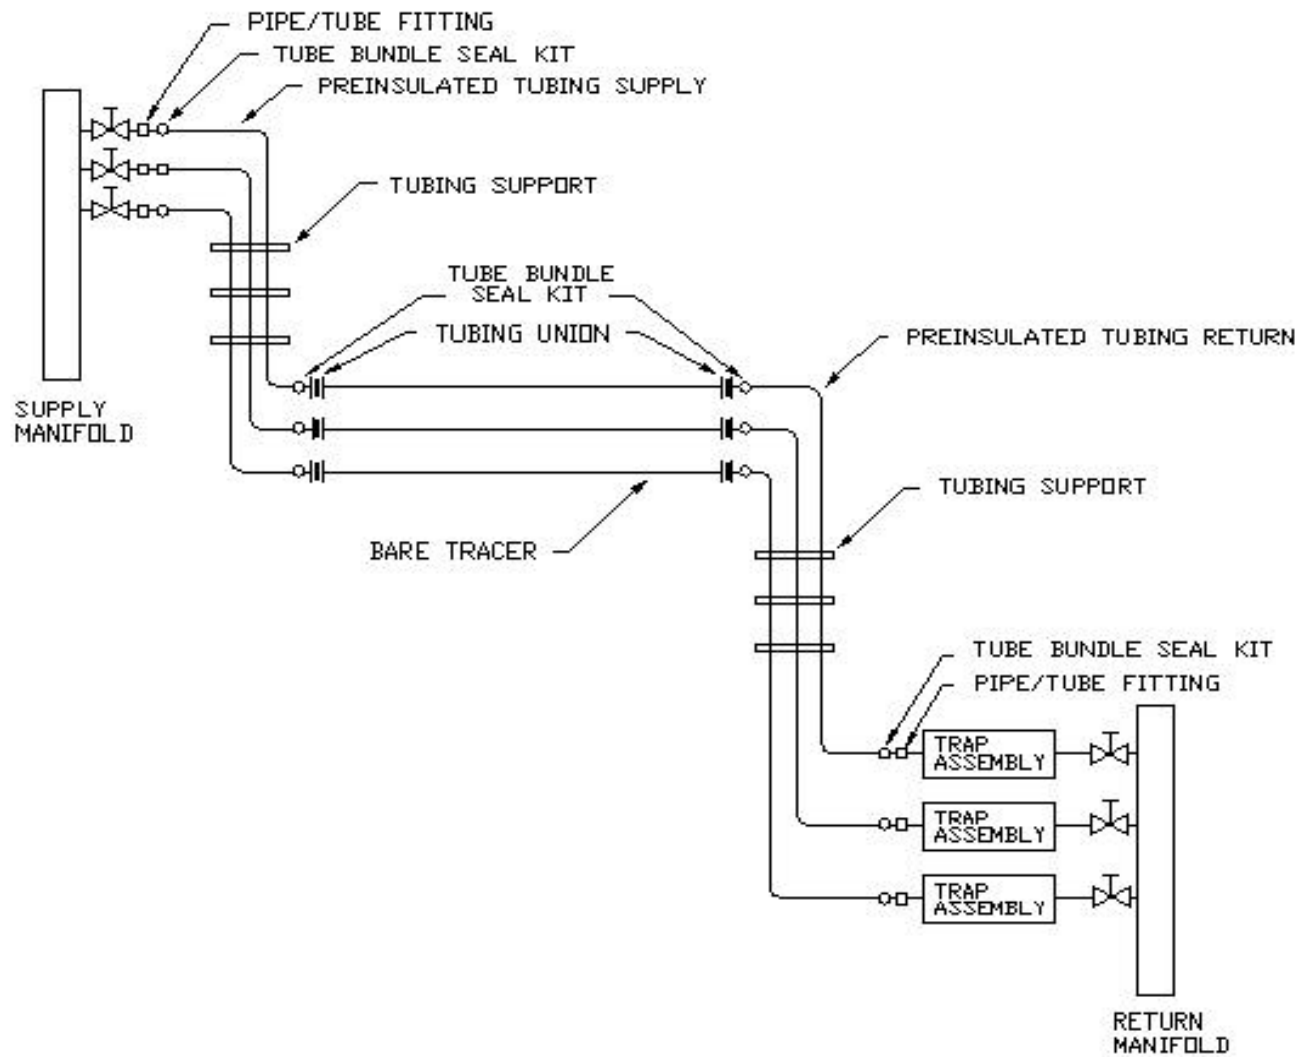 PIPE/TUBE FITTING
TUBE BUNDLE SEAL KIT
PREINSULATED TUBING SUPPLY
TUBING SUPPORT
TUBE BUNDLE
SEAL KIT
TUBING UNION
PREINSULATED TUBING RETURN
SUPPLY
MANIFOLD
TUBING SUPPORT
BARE TRACER
TUBE BUNDLE SEAL KIT
PIPE/TUBE FITTING
TRAP
ASSEMBLY
TRAP
ASSEMBLY
TRAP
ASSEMBLY
RETURN
MANIFOLD